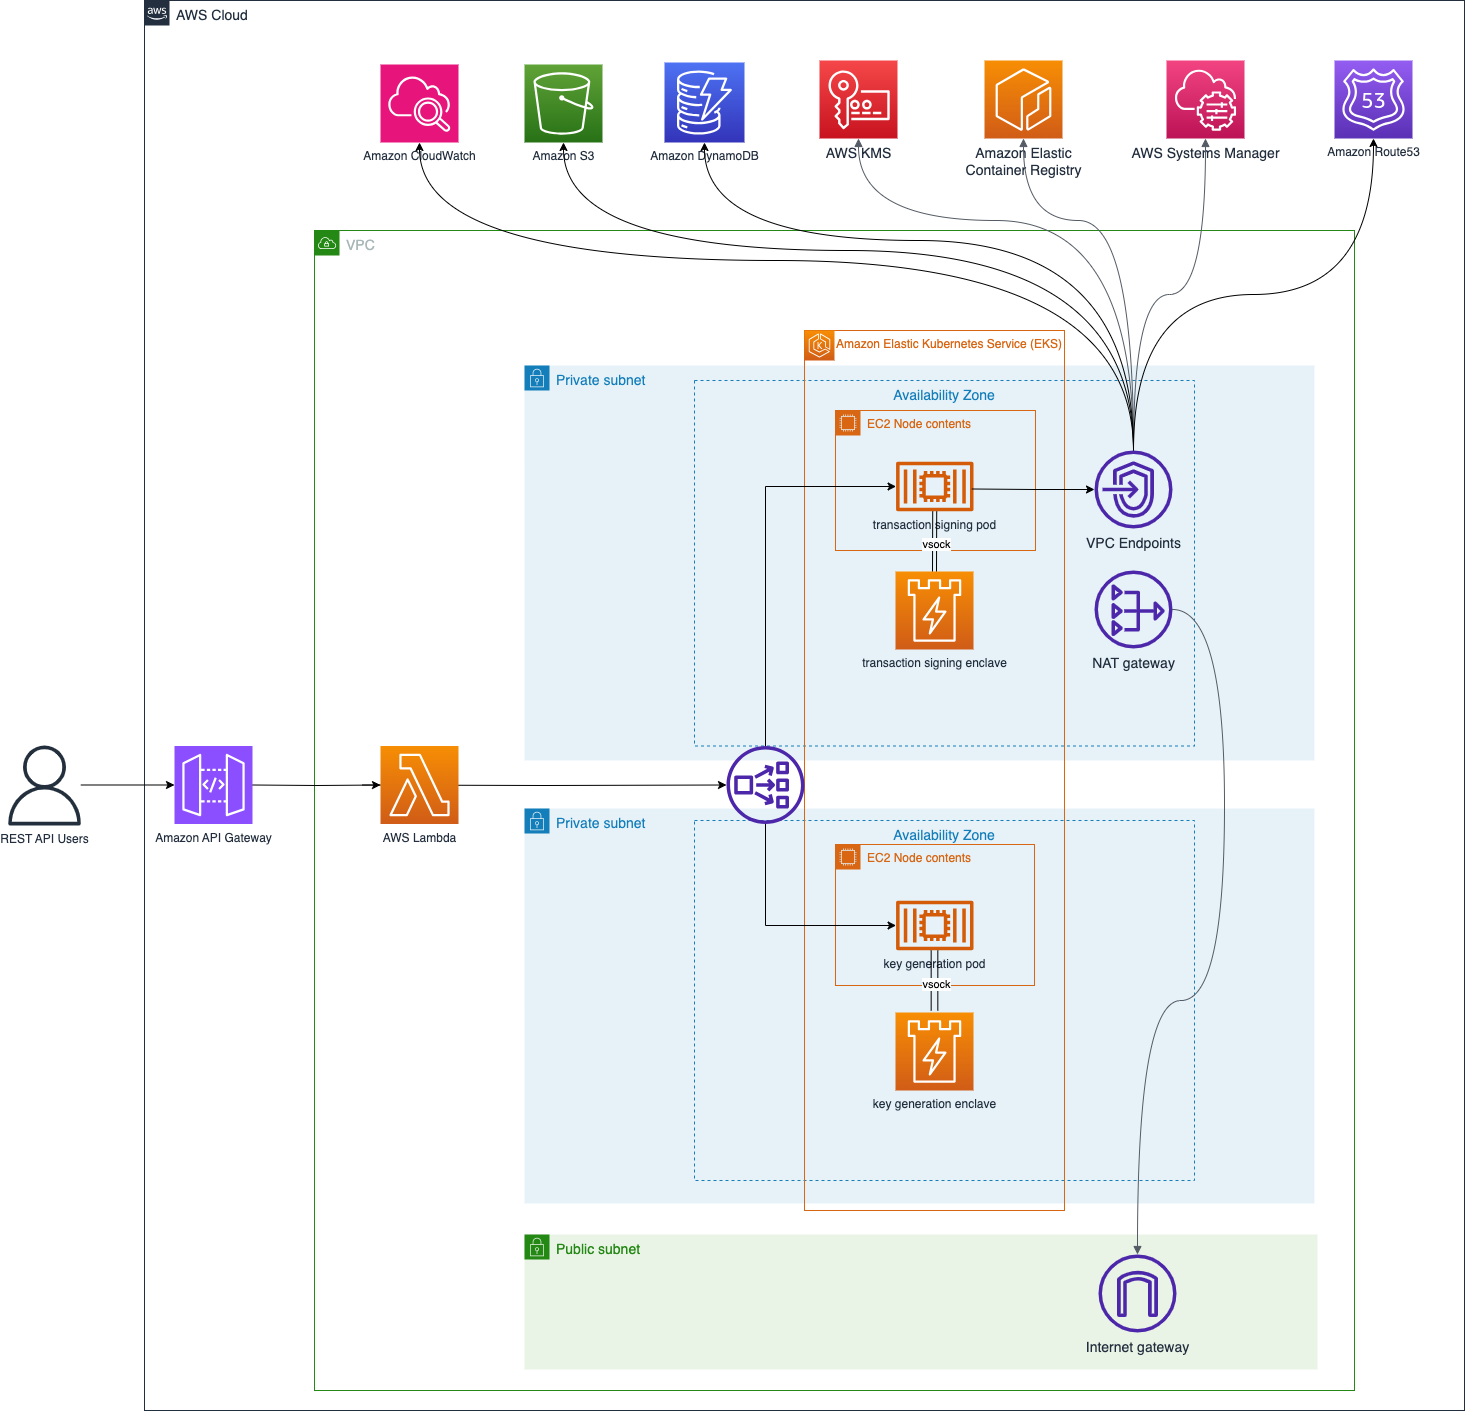 aws
AWS Cloud
53
Amazon CloudWatch
Amazon S3
Amazon DynamoDB
AWS KMS
Amazon Elastic
Container Registry
AWS Systems Manager
Amazon Route53
VPC
Amazon Elastic Kubernetes Service (EKS)
Private subnet
Availability Zone
EC2 Node contents
transaction signing pod
vsock
VPC Endpoints
transaction signing enclave
NAT gateway
REST API Users
</>
Amazon API Gateway
AWS Lambda
Private subnet
Availability Zone
EC2 Node contents
key generation pod
vsock
key generation enclave
Public subnet
Internet gateway